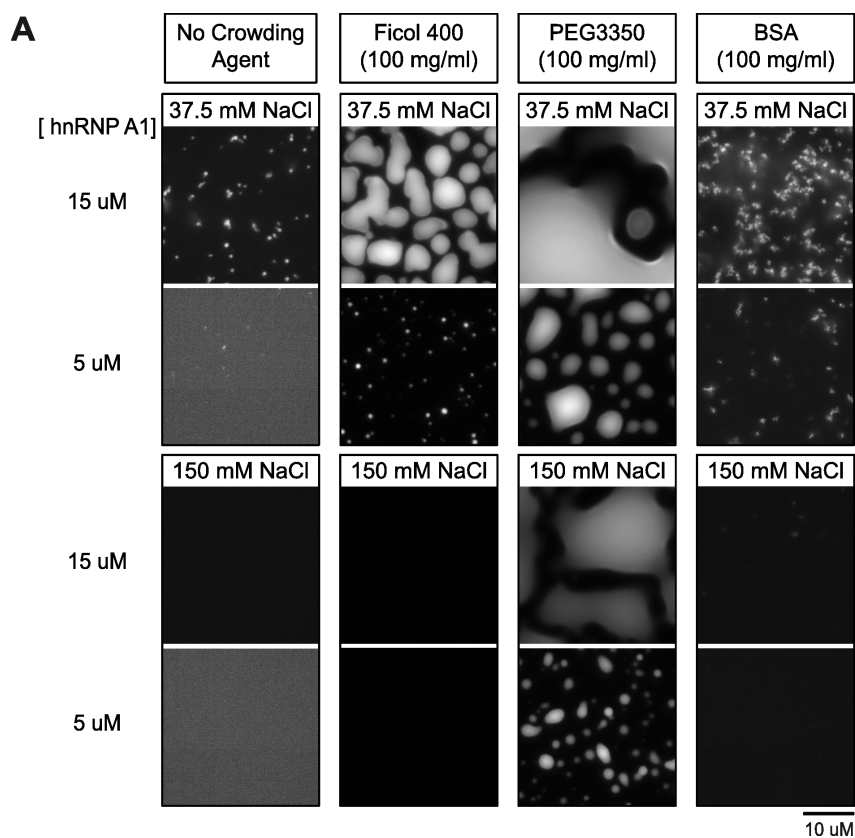 A
No Crowding
Agent
Ficol 400
(100 mg/ml)
PEG3350
(100 mg/ml)
BSA
(100 mg/ml)
[ hnRNP A1]
37.5 mM NaCl
37.5 mM NaCl
37.5 mM NaCl
37.5 mM NaCl
15 uM
5 uM
150 mM NaCl
150 mM NaCl
150 mM NaCl
150 mM NaCl
15 uM
5 uM
10 uM